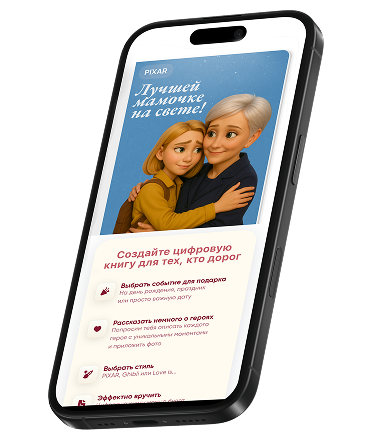 PIXAR
Лучшей
мамочке
на свете!
Создайте цифровую
книгу для тех, кто дорог
Выбрать событие для подарка
На день рождения, праздник
или просто важную дату
Рассказать немного о героях
Попросим тебя описать каждого
героя с уникальными моментами
и приложить фото
Выбрать стиль
PIXAR, Ghibli или Love is...
Эффектно вручить